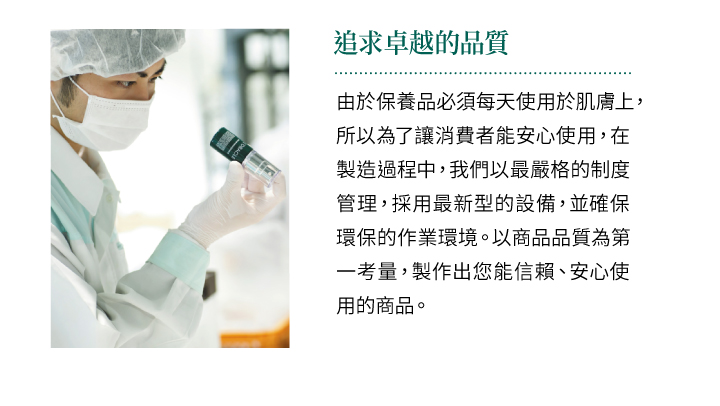 追求卓越的品質
由於保養品必須每天使用於肌膚上，
所以為了讓消費者能安心使用，在
製造過程中，我們以最嚴格的制度
管理，採用最新型的設備，並確保
環保的作業環境。以商品品質為第
一考量，製作出您能信賴、安心使
用的商品。